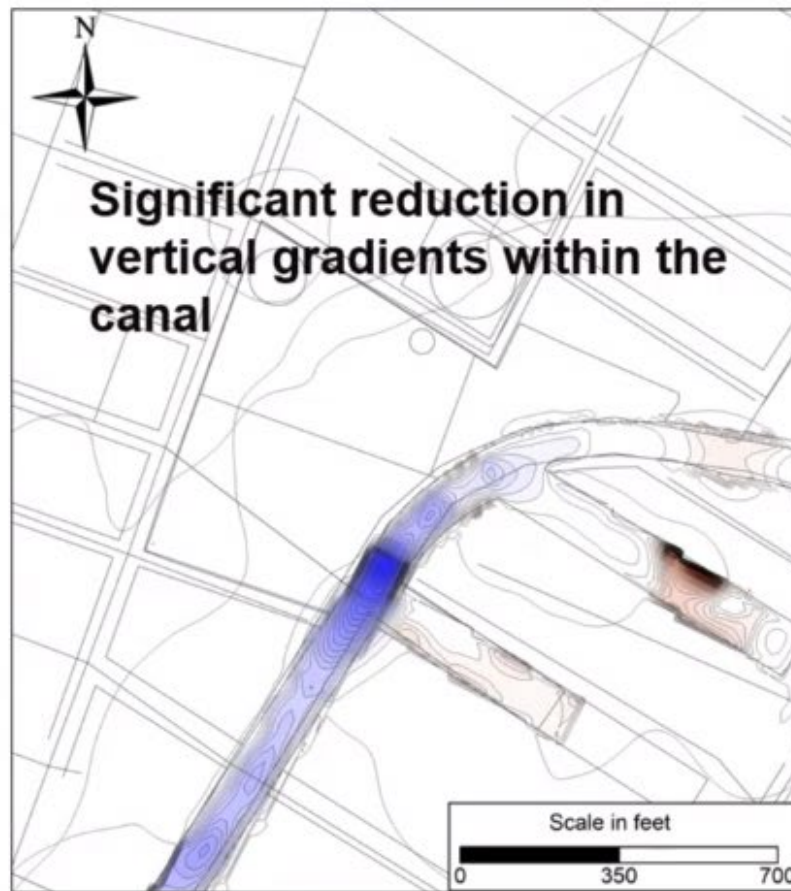 N
Significant reduction in
vertical gradients within the
canal
Scale in feet
0 350 700